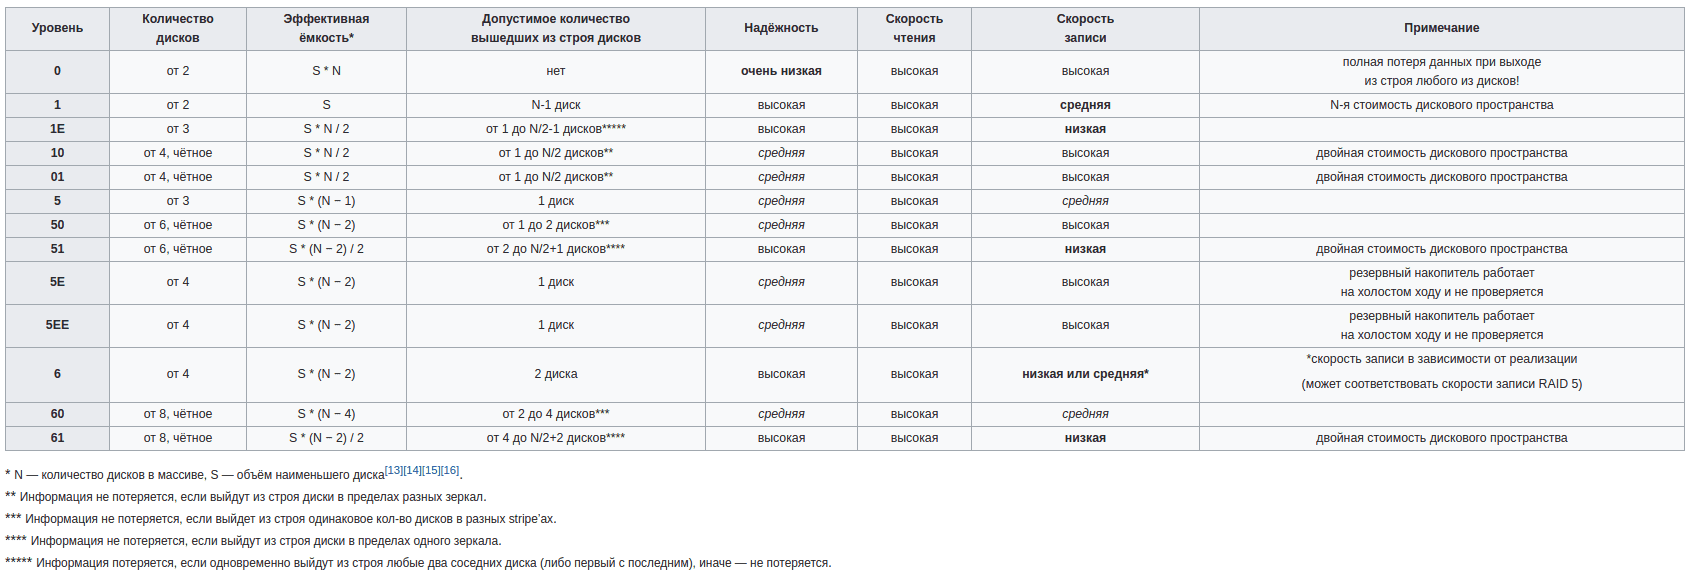 Уровень | Количество дисков | Эффективная ёмкость* | Допустимое количество вышедших из строя дисков | Надёжность | Скорость чтения | Скорость записи | Примечание
0 | от 2 | S * N | нет | очень низкая | высокая | высокая | полная потеря данных при выходе из строя любого из дисков!
1 | от 2 | S | N-1 диск | высокая | высокая | средняя | N-я стоимость дискового пространства
1E | от 3 | S * N / 2 | от 1 до N/2-1 дисков***** | высокая | высокая | низкая
10 | от 4, чётное | S * N / 2 | от 1 до N/2 дисков** | средняя | высокая | высокая | двойная стоимость дискового пространства
01 | от 4, чётное | S * N / 2 | от 1 до N/2 дисков** | средняя | высокая | высокая | двойная стоимость дискового пространства
5 | от 3 | S * (N − 1) | 1 диск | средняя | высокая | средняя
50 | от 6, чётное | S * (N − 2) | от 1 до 2 дисков*** | средняя | высокая | высокая
51 | от 6, чётное | S * (N − 2) / 2 | от 2 до N/2+1 дисков**** | высокая | высокая | низкая | двойная стоимость дискового пространства
5E | от 4 | S * (N − 2) | 1 диск | средняя | высокая | высокая | резервный накопитель работает на холостом ходу и не проверяется
5EE | от 4 | S * (N − 2) | 1 диск | средняя | высокая | высокая | резервный накопитель работает на холостом ходу и не проверяется
6 | от 4 | S * (N − 2) | 2 диска | высокая | высокая | низкая или средняя* | *скорость записи в зависимости от реализации (может соответствовать скорости записи RAID 5)
60 | от 8, чётное | S * (N − 4) | от 2 до 4 дисков*** | средняя | высокая | средняя
61 | от 8, чётное | S * (N − 2) / 2 | от 4 до N/2+2 дисков**** | высокая | высокая | низкая | двойная стоимость дискового пространства
* N — количество дисков в массиве, S — объём наименьшего диска[13][14][15][16].
** Информация не потеряется, если выйдут из строя диски в пределах разных зеркал.
*** Информация не потеряется, если выйдет из строя одинаковое кол-во дисков в разных stripe’ах.
**** Информация не потеряется, если выйдут из строя диски в пределах одного зеркала.
***** Информация потеряется, если одновременно выйдут из строя любые два соседних диска (либо первый с последним), иначе — не потеряется.